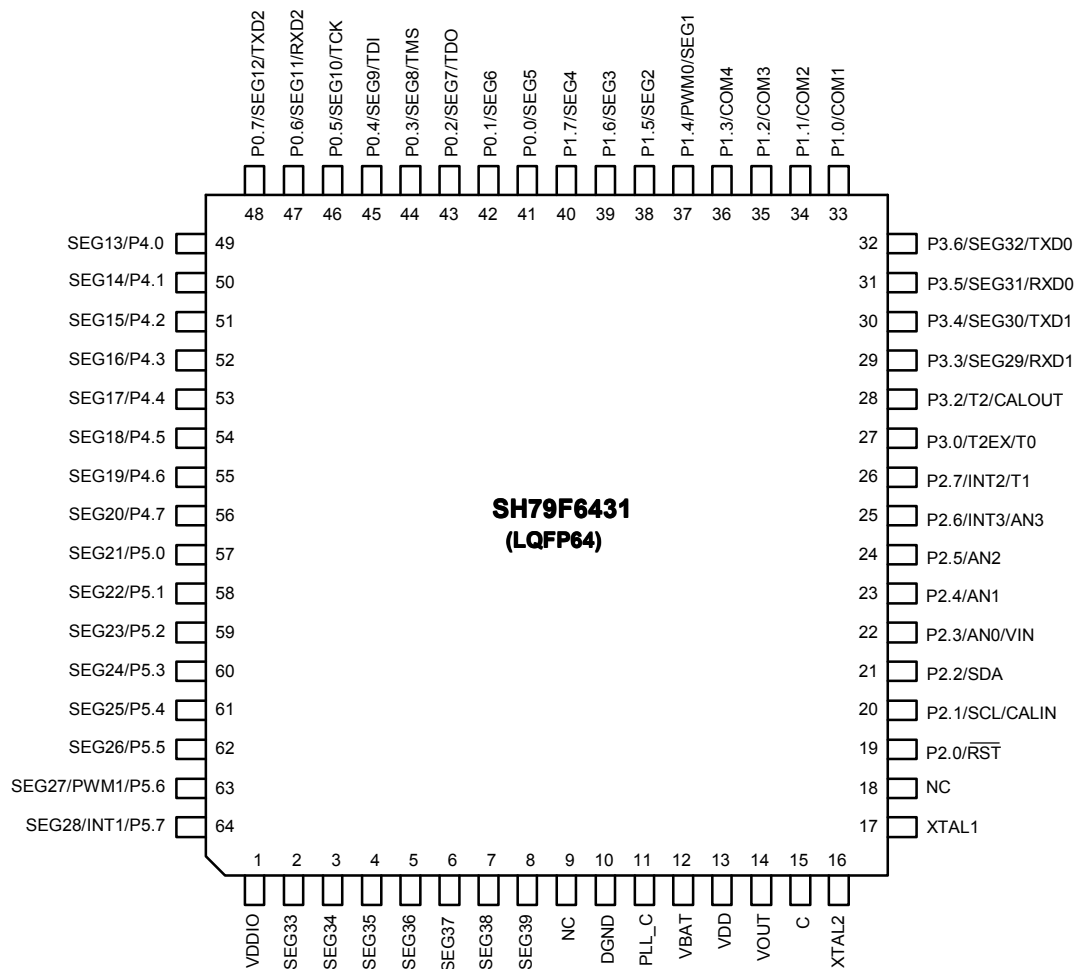 P0.7/SEG12/TXD2
P0.6/SEG11/RXD2
P0.5/SEG10/TCK
P0.4/SEG9/TDI
P0.3/SEG8/TMS
P0.2/SEG7/TDO
P0.1/SEG6
P0.0/SEG5
P1.7/SEG4
P1.6/SEG3
P1.5/SEG2
P1.4/PWM0/SEG1
P1.3/COM4
P1.2/COM3
P1.1/COM2
P1.0/COM1
48 47 46 45 44 43 42 41 40 39 38 37 36 35 34 33
SEG13/P4.0 49
SEG14/P4.1 50
SEG15/P4.2 51
SEG16/P4.3 52
SEG17/P4.4 53
SEG18/P4.5 54
SEG19/P4.6 55
SEG20/P4.7 56
SEG21/P5.0 57
SEG22/P5.1 58
SEG23/P5.2 59
SEG24/P5.3 60
SEG25/P5.4 61
SEG26/P5.5 62
SEG27/PWM1/P5.6 63
SEG28/INT1/P5.7 64
SH79F6431
(LQFP64)
32 P3.6/SEG32/TXD0
31 P3.5/SEG31/RXD0
30 P3.4/SEG30/TXD1
29 P3.3/SEG29/RXD1
28 P3.2/T2/CALOUT
27 P3.0/T2EX/T0
26 P2.7/INT2/T1
25 P2.6/INT3/AN3
24 P2.5/AN2
23 P2.4/AN1
22 P2.3/AN0/VIN
21 P2.2/SDA
20 P2.1/SCL/CALIN
19 P2.0/RST
18 NC
17 XTAL1
1 2 3 4 5 6 7 8 9 10 11 12 13 14 15 16
VDDIO
SEG33
SEG34
SEG35
SEG36
SEG37
SEG38
SEG39
NC
DGND
PLL_C
VBAT
VDD
VOUT
C
XTAL2